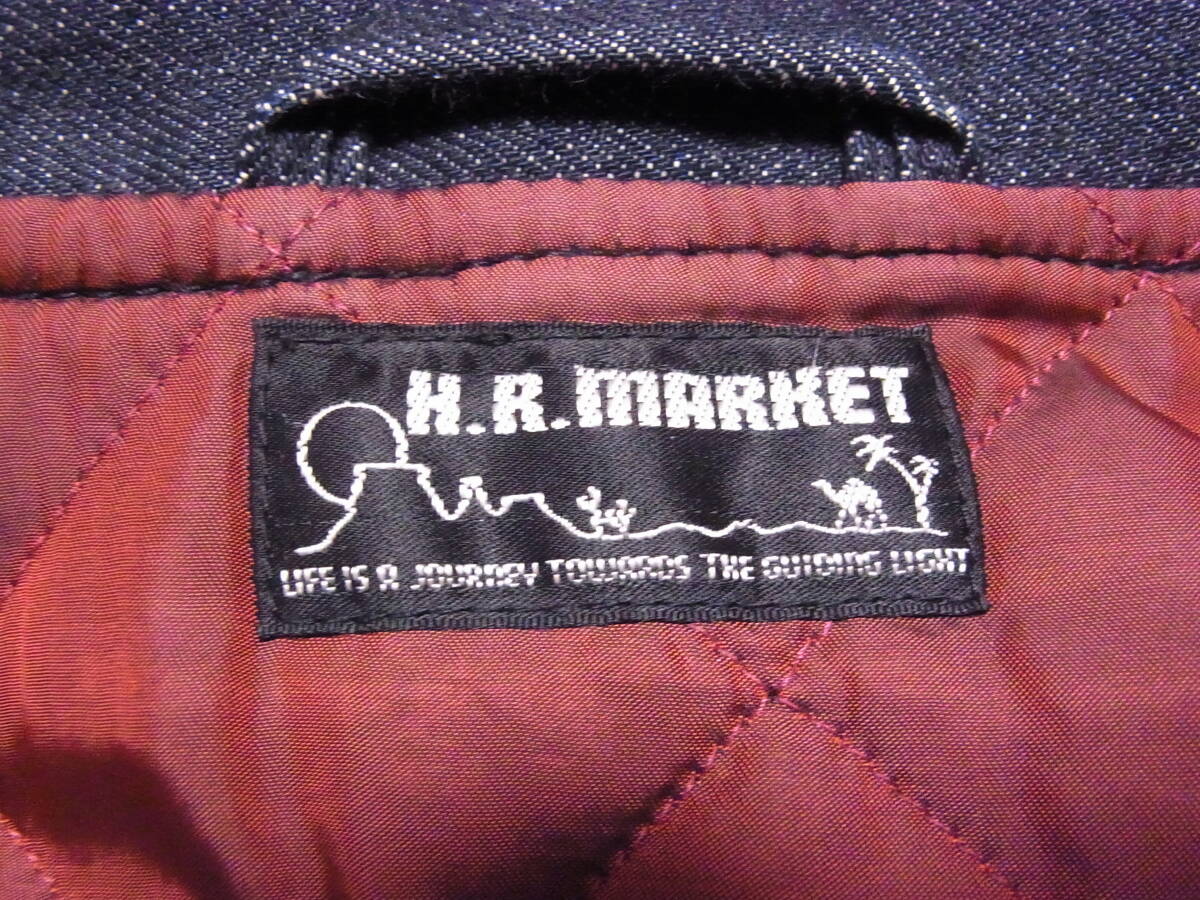 H.R.MARKET
LIFE IS A JOURNEY TOWARDS THE GUIDING LIGHT